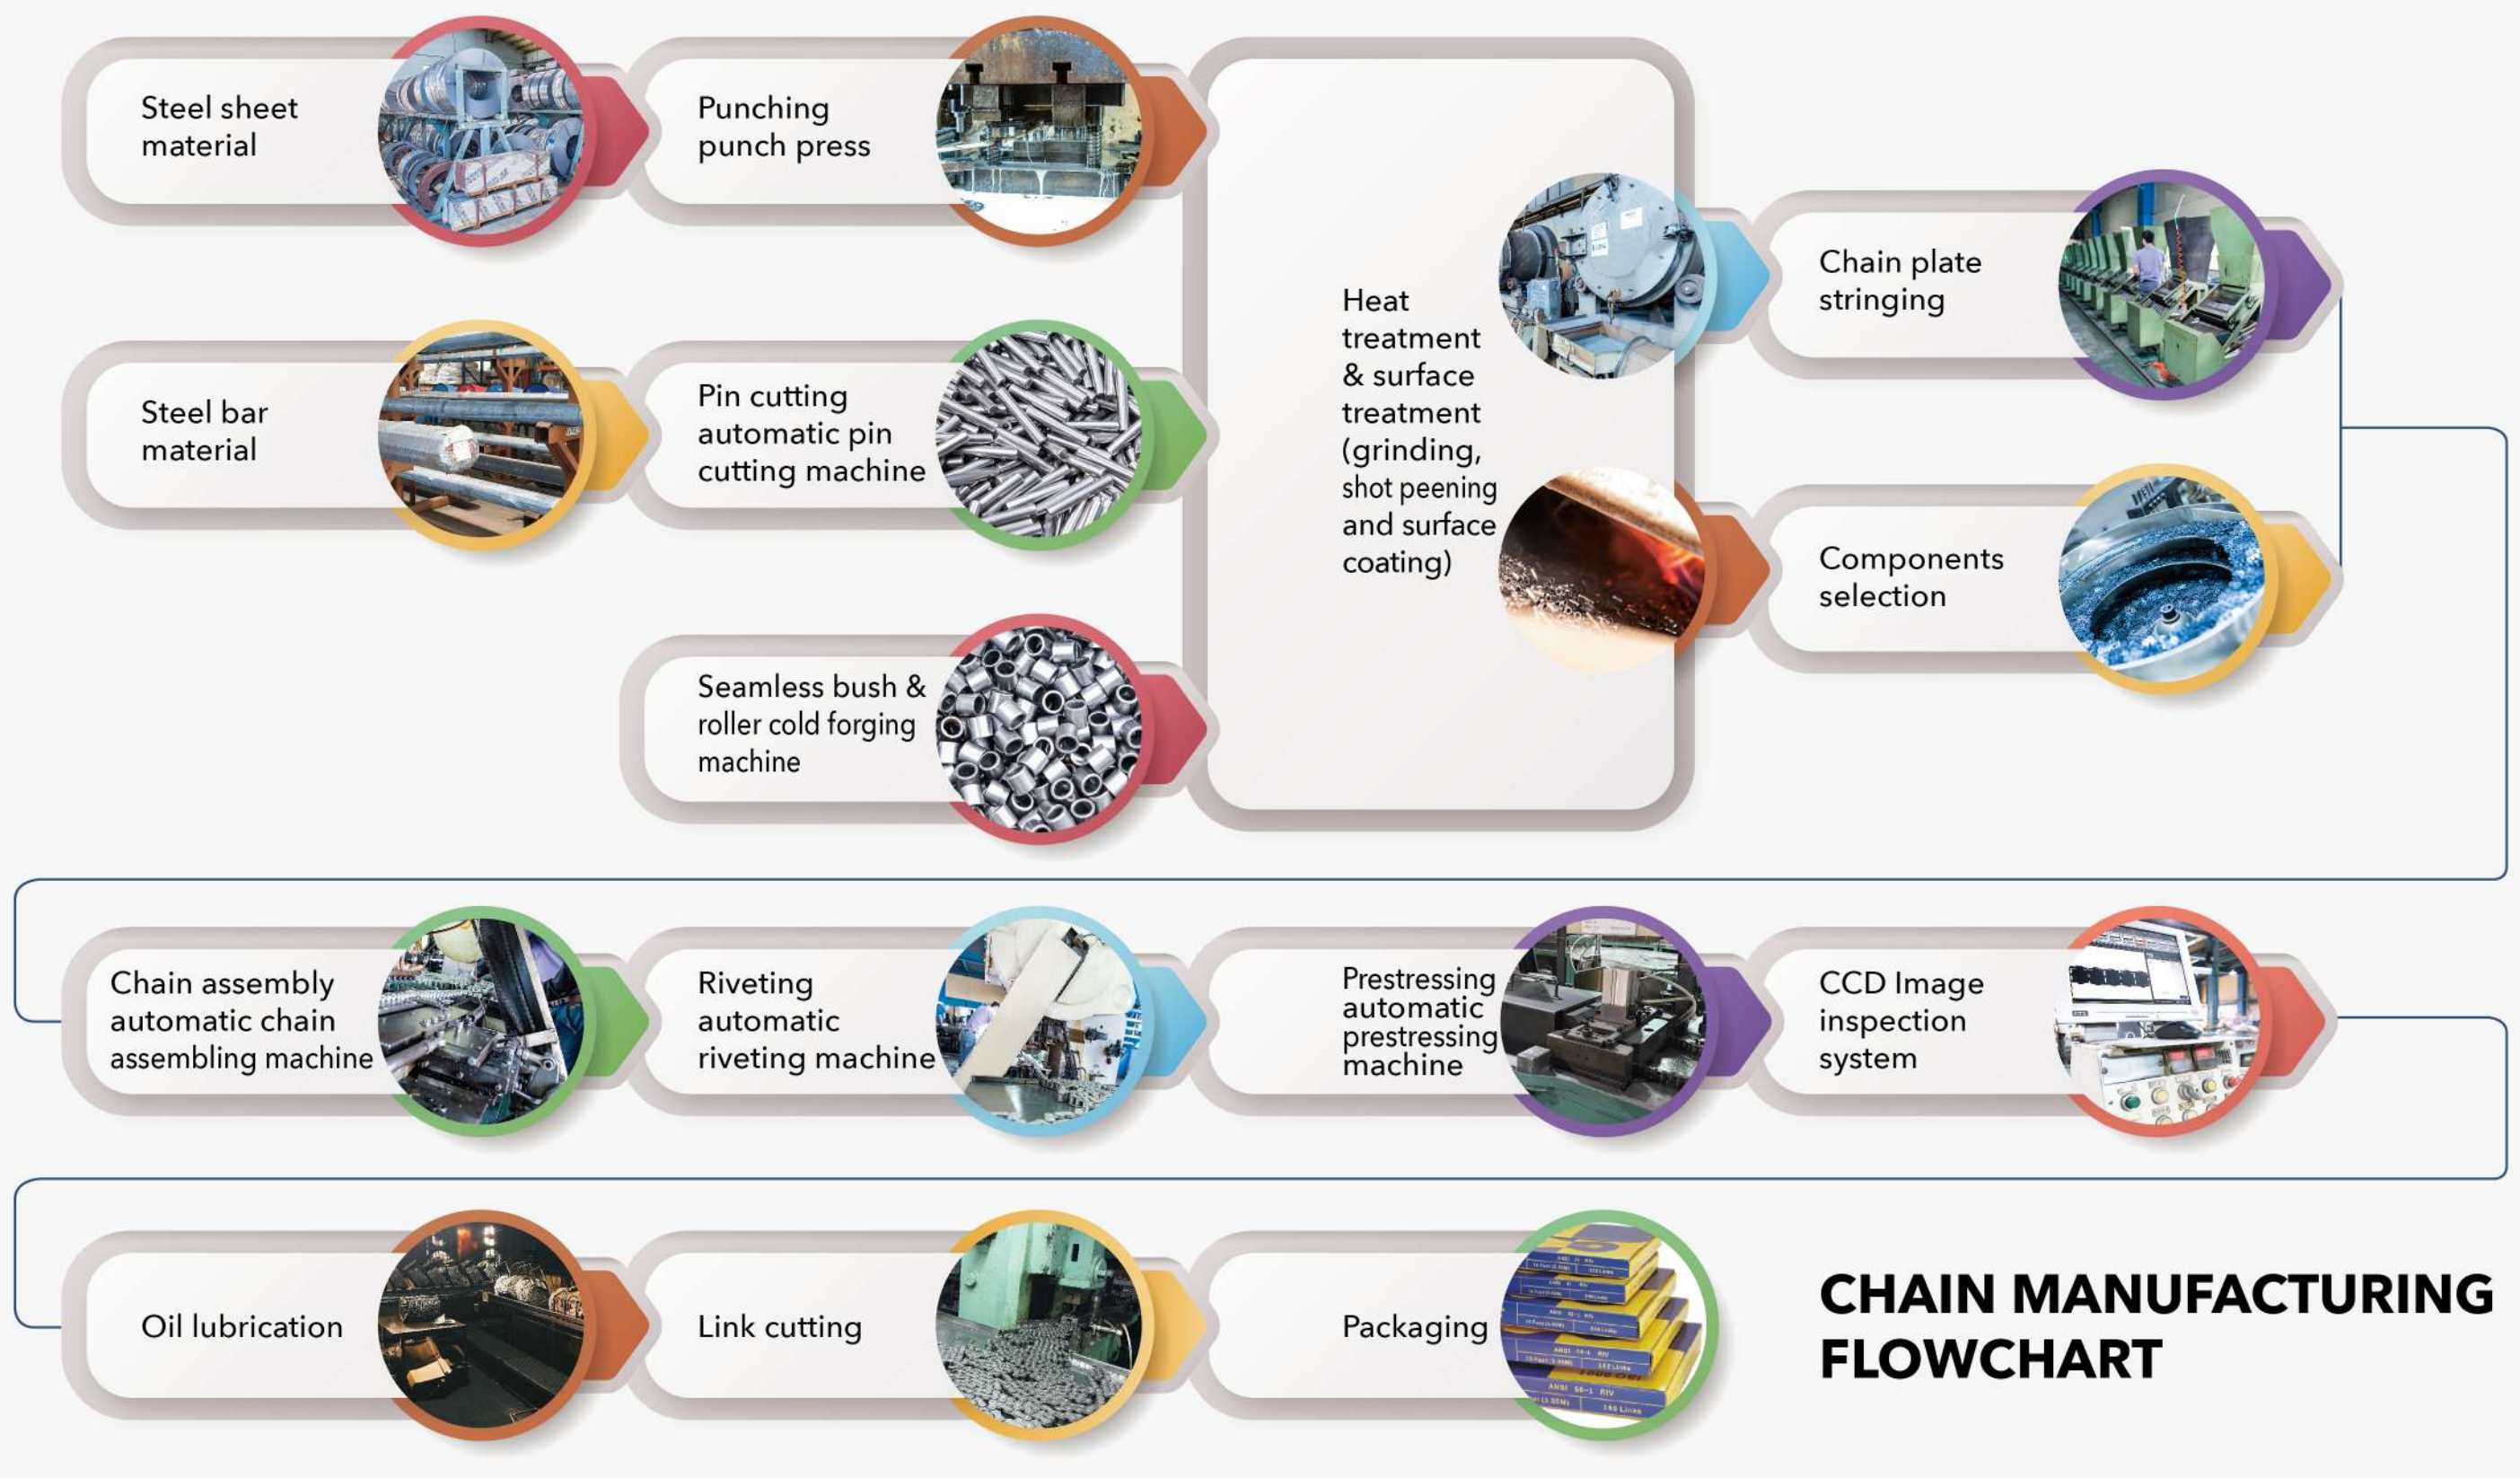 Steel sheet
material
Punching
punch press
Steel bar
material
Pin cutting
automatic pin
cutting machine
Seamless bush &
roller cold forging
machine
Heat
treatment
& surface
treatment
(grinding,
shot peening
and surface
coating)
Chain plate
stringing
Components
selection
Chain assembly
automatic chain
assembling machine
Riveting
automatic
riveting machine
Prestressing
automatic
prestressing
machine
CCD Image
inspection
system
Oil lubrication
Link cutting
Packaging
CHAIN MANUFACTURING
FLOWCHART